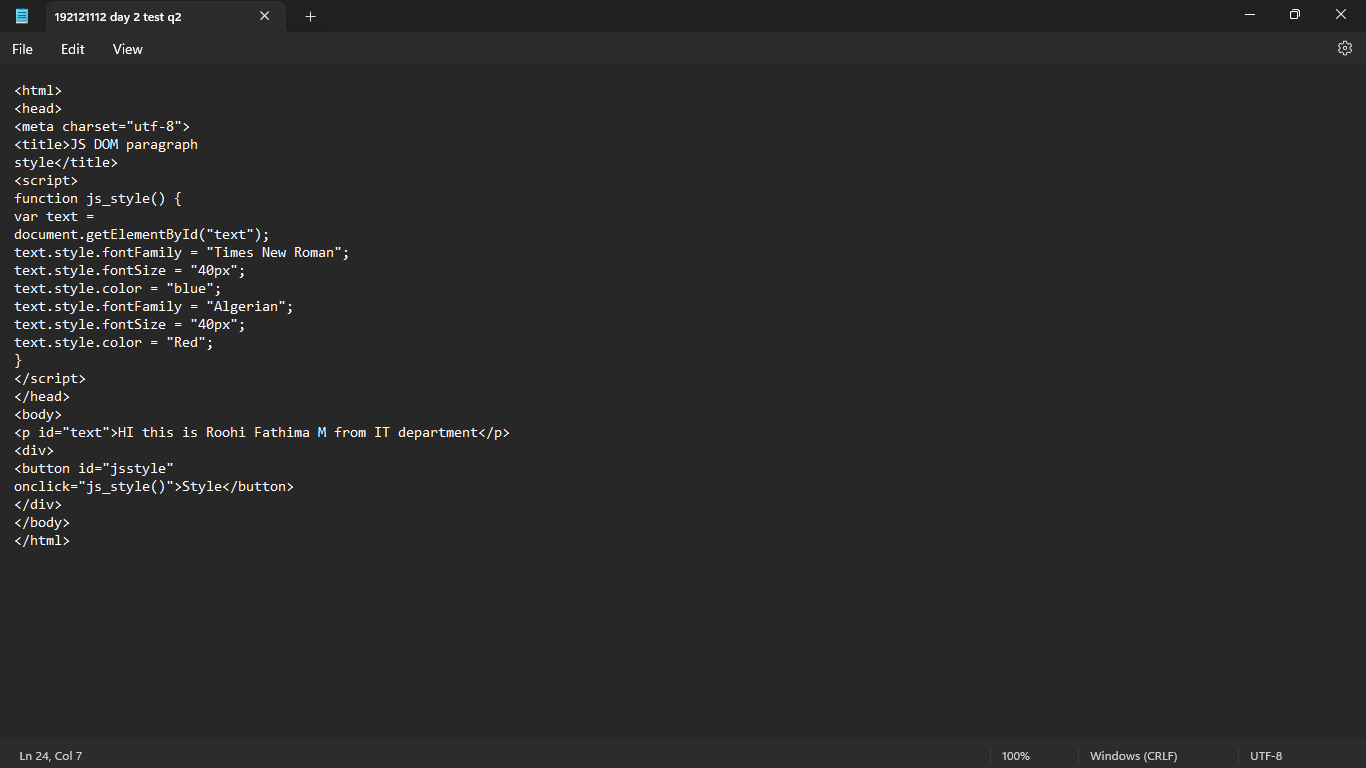 192121112 day 2 test q2
File Edit View
<html>
<head>
<meta charset="utf-8">
<title>JS DOM paragraph
style</title>
<script>
function js_style() {
var text =
document.getElementById("text");
text.style.fontFamily = "Times New Roman";
text.style.fontSize = "40px";
text.style.color = "blue";
text.style.fontFamily = "Algerian";
text.style.fontSize = "40px";
text.style.color = "Red";
}
</script>
</head>
<body>
<p id="text">HI this is Roohi Fathima M from IT department</p>
<div>
<button id="jsstyle"
onclick="js_style()">Style</button>
</div>
</body>
</html>
Ln 24, Col 7 100% Windows (CRLF) UTF-8